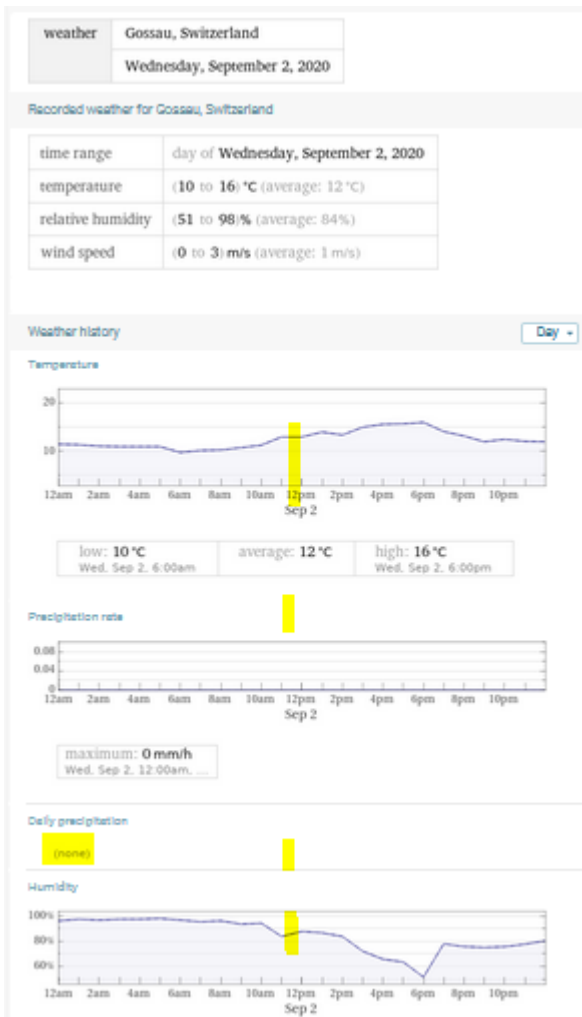 weather Gossau, Switzerland
Wednesday, September 2, 2020
Recorded weather for Gossau, Switzerland
time range day of Wednesday, September 2, 2020
temperature (10 to 16) °C (average: 12 °C)
relative humidity (51 to 98)% (average: 84%)
wind speed (0 to 3) m/s (average: 1 m/s)
Weather history Day
Temperature
20
10
12am 2am 4am 6am 8am 10am 12pm 2pm 4pm 6pm 8pm 10pm
Sep 2
low: 10 °C average: 12 °C high: 16 °C
Wed, Sep 2, 6:00am Wed, Sep 2, 6:00pm
Precipitation rate
0.08
0.04
0
12am 2am 4am 6am 8am 10am 12pm 2pm 4pm 6pm 8pm 10pm
Sep 2
maximum: 0 mm/h
Wed, Sep 2, 12:00am, ...
Daily precipitation
(none)
Humidity
100%
80%
60%
12am 2am 4am 6am 8am 10am 12pm 2pm 4pm 6pm 8pm 10pm
Sep 2